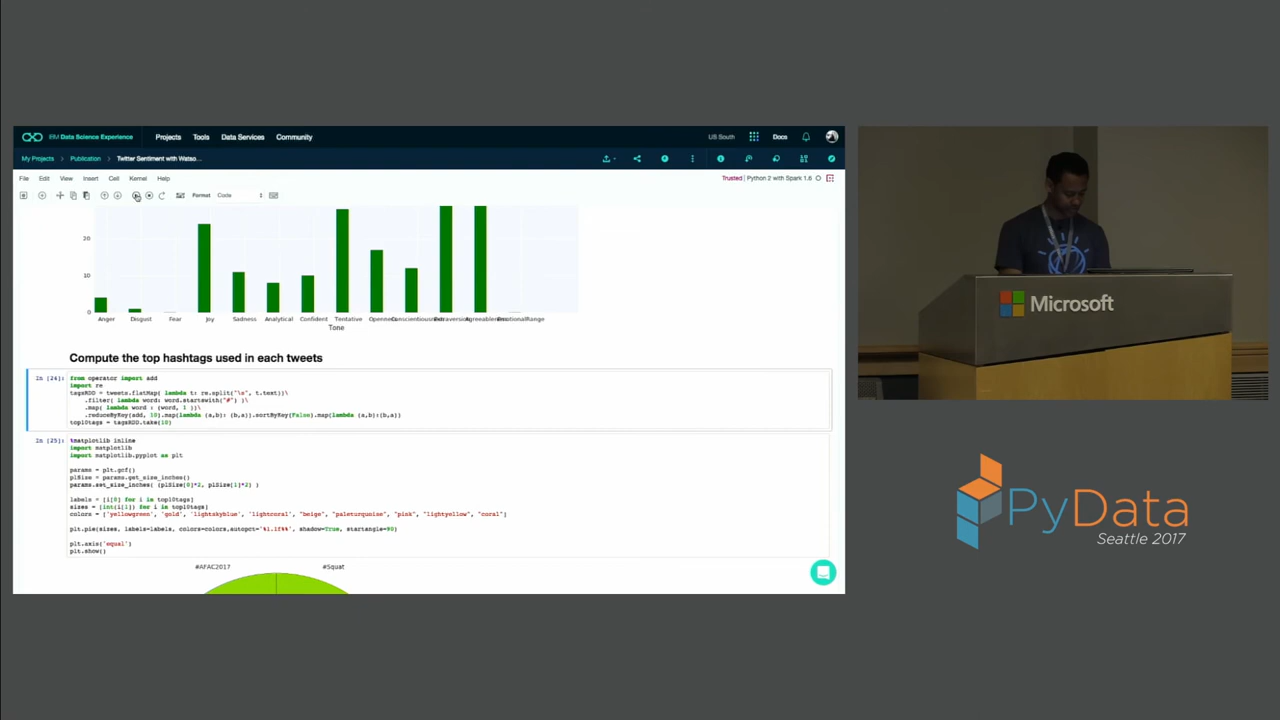 IBM Data Science Experience
Projects
Tools
Data Services
Community
US South
Docs
My Projects
Publication
Twitter Sentiment with Watso...
File
Edit
View
Insert
Cell
Kernel
Help
Trusted
Python 2 with Spark 1.6
Format
Code
20
10
0
Anger
Disgust
Fear
Joy
Sadness
Analytical
Confident
Tentative
Tone
Compute the top hashtags used in each tweets
In [24]:
from operator import add
import re
tagsRDD = tweets.flatMap( lambda t: re.split("\s", t.text))\
.filter( lambda word: word.startswith("#") )\
.map( lambda word : (word, 1 ))\
.reduceByKey(add, 10).map(lambda (a,b): (b,a)).sortByKey(False).map(lambda (a,b):(b,a))
top10tags = tagsRDD.take(10)
In [25]:
%matplotlib inline
import matplotlib
import matplotlib.pyplot as plt
params = plt.gcf()
plSize = params.get_size_inches()
params.set_size_inches( (plSize[0]*2, plSize[1]*2) )
labels = [i[0] for i in top10tags]
sizes = [int(i[1]) for i in top10tags]
colors = ['yellowgreen', 'gold', 'lightskyblue', 'lightcoral', "beige", "paleturquoise", "pink", "lightyellow", "coral"]
plt.pie(sizes, labels=labels, colors=colors,autopct='%1.1f%%', shadow=True, startangle=90)
plt.axis('equal')
plt.show()
#AFAC2017
#Squat
Microsoft
PyData
Seattle 2017